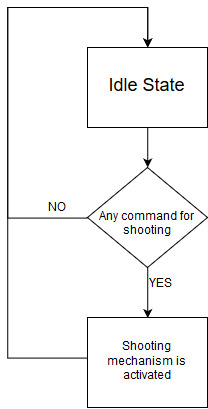 Idle State
Any command for
shooting
NO
YES
Shooting
mechanism is
activated